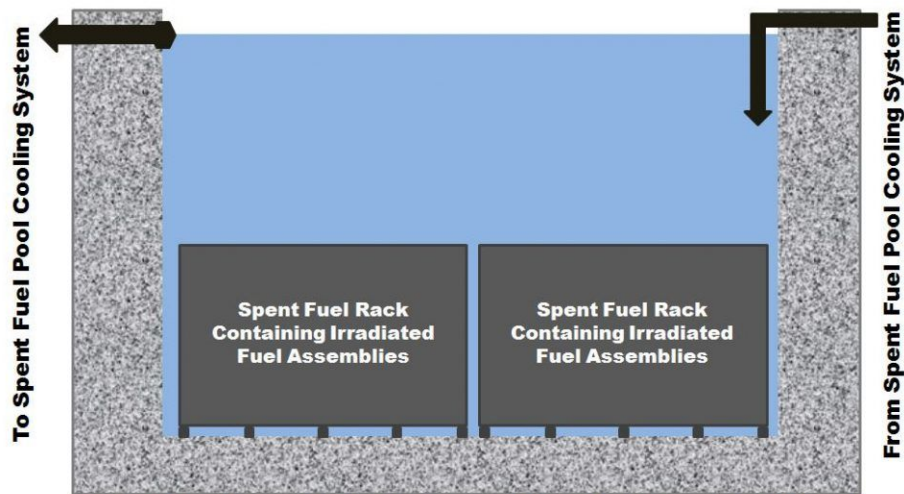 To Spent Fuel Pool Cooling System
Spent Fuel Rack
Containing Irradiated
Fuel Assemblies
Spent Fuel Rack
Containing Irradiated
Fuel Assemblies
From Spent Fuel Pool Cooling System